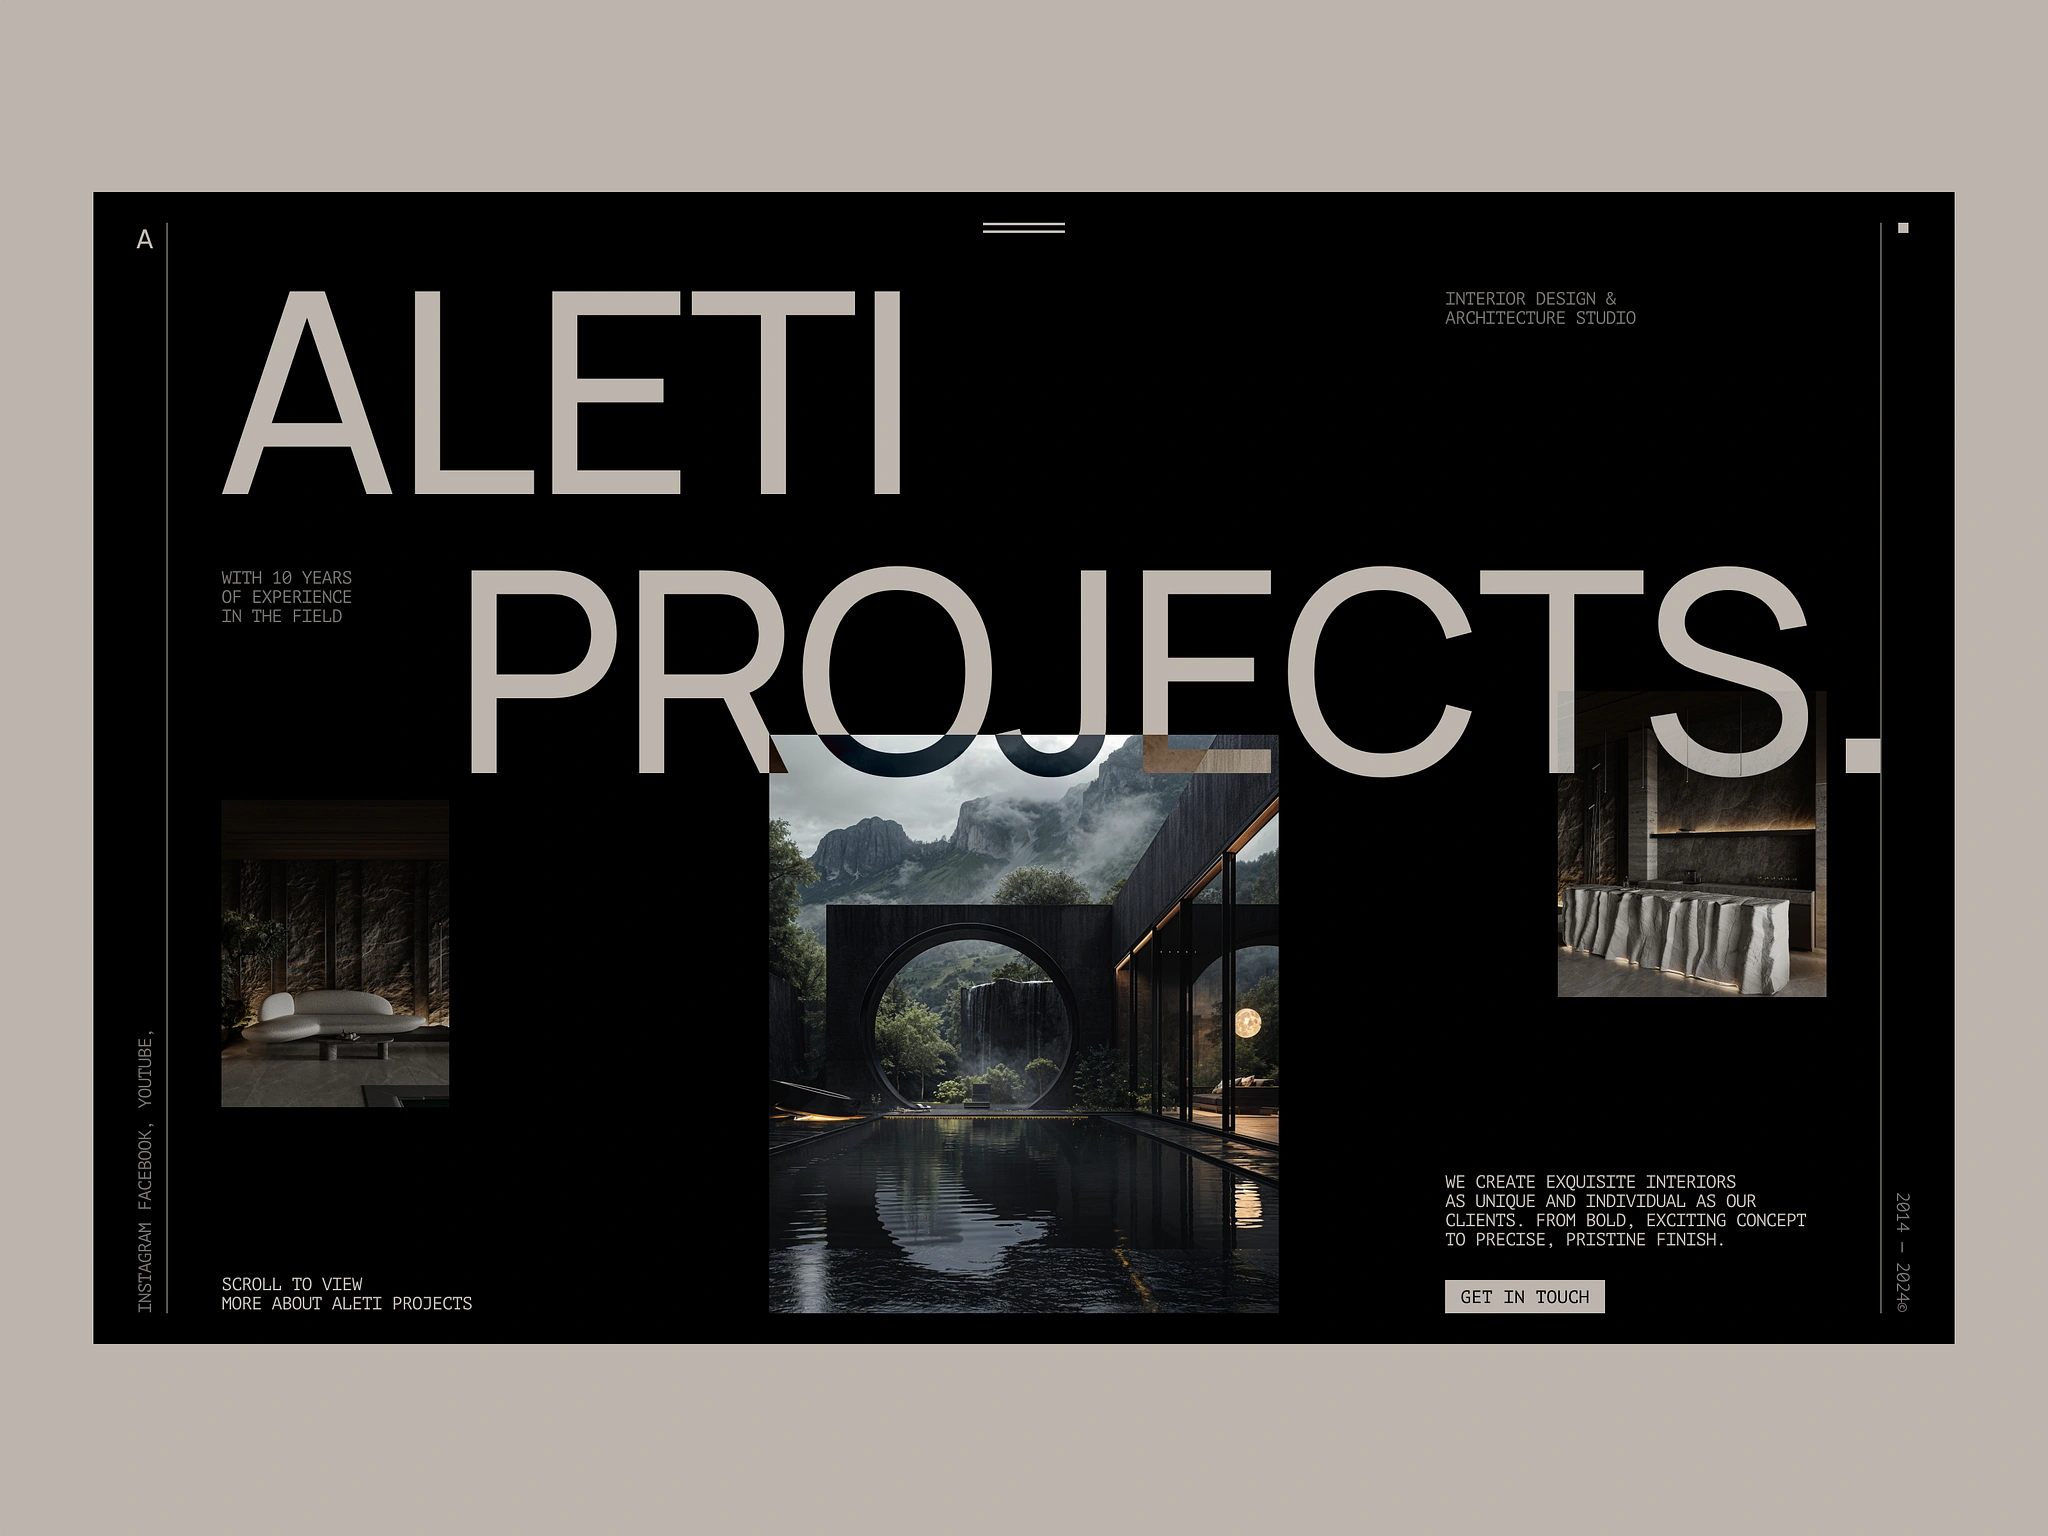 A
ALETI
INTERIOR DESIGN &
ARCHITECTURE STUDIO
WITH 10 YEARS
OF EXPERIENCE
IN THE FIELD
PROJECTS.
INSTAGRAM FACEBOOK, YOUTUBE,
SCROLL TO VIEW
MORE ABOUT ALETI PROJECTS
WE CREATE EXQUISITE INTERIORS
AS UNIQUE AND INDIVIDUAL AS OUR
CLIENTS. FROM BOLD, EXCITING CONCEPT
TO PRECISE, PRISTINE FINISH.
GET IN TOUCH
2014 — 2024©